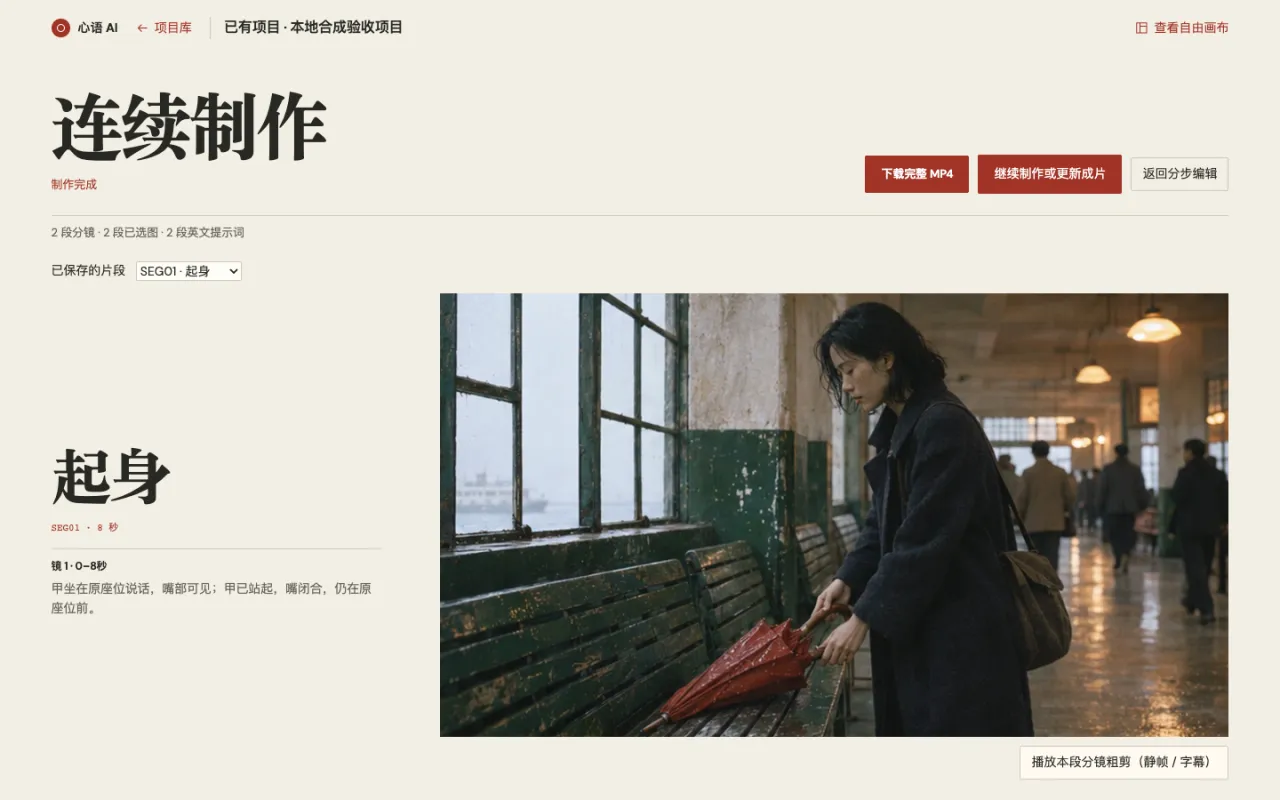 心语 AI
← 项目库
已有项目 · 本地合成验收项目
查看自由画布
连续制作
制作完成
下载完整 MP4
继续制作或更新成片
返回分步编辑
2 段分镜 · 2 段已选图 · 2 段英文提示词
已保存的片段
SEG01 · 起身
起身
SEG01 · 8 秒
镜 1 · 0–8秒
甲坐在原座位说话，嘴部可见；甲已站起，嘴闭合，仍在原
座位前。
播放本段分镜粗剪（静帧 / 字幕）